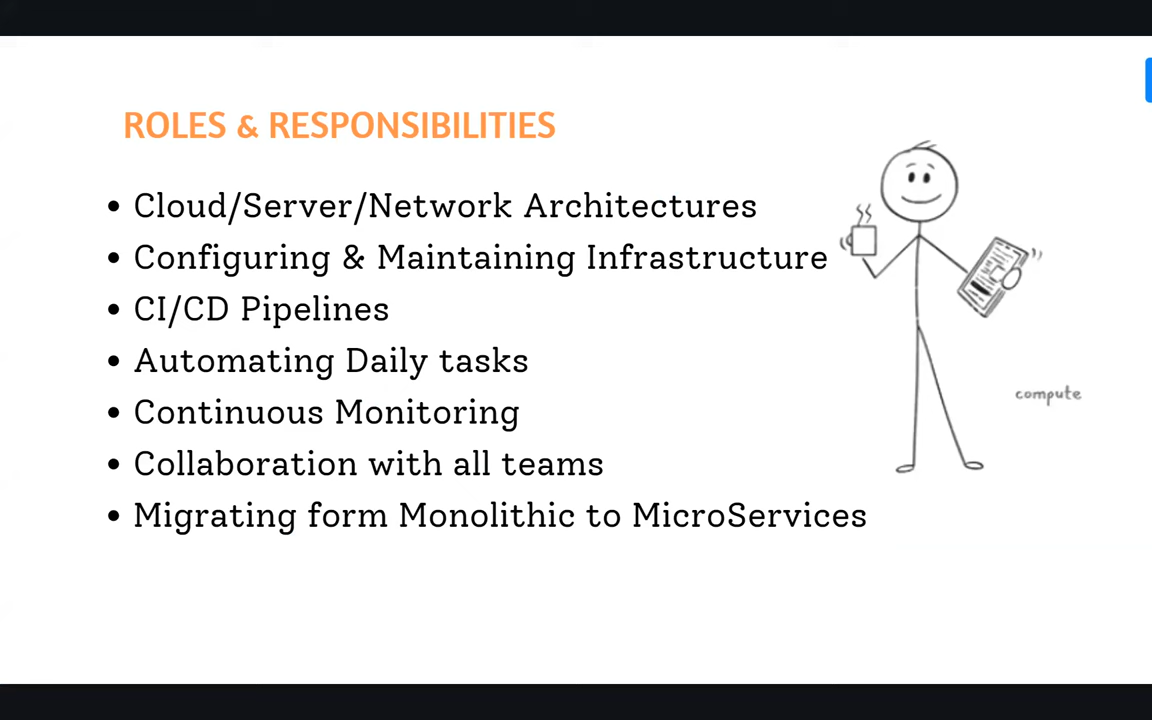 ROLES & RESPONSIBILITIES
• Cloud/Server/Network Architectures
• Configuring & Maintaining Infrastructure
• CI/CD Pipelines
• Automating Daily tasks
• Continuous Monitoring
• Collaboration with all teams
• Migrating form Monolithic to MicroServices
compute